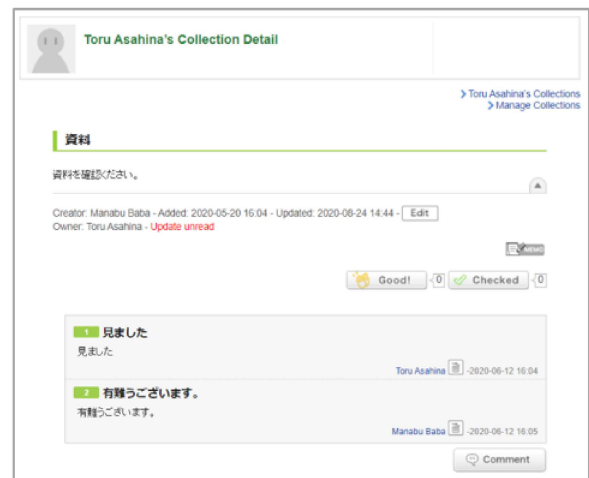 Toru Asahina's Collection Detail
Toru Asahina's Collections
Manage Collections
資料
資料を確認ください。
Creator: Manabu Baba - Added: 2020-05-20 16:04 - Updated: 2020-08-24 14:44 - Edit
Owner: Toru Asahina - Update unread
MEMO
Good! 0 Checked 0
1 見ました
見ました
Toru Asahina -2020-06-12 16:04
2 有難うございます。
有難うございます。
Manabu Baba -2020-06-12 16:05
Comment